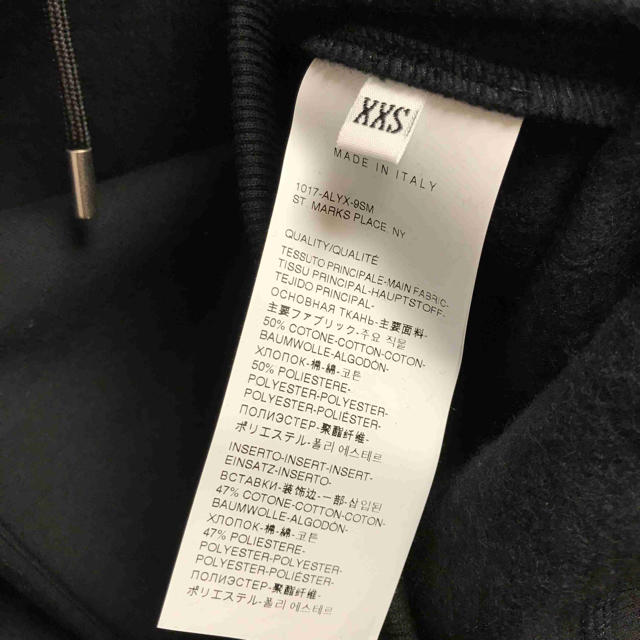 XXS
MADE IN ITALY
1017-ALYX-9SM
ST. MARKS PLACE, NY
QUALITY/QUALITÉ
TESSUTO PRINCIPALE-MAIN FABRIC-
TISSU PRINCIPAL-HAUPTSTOFF-
TEJIDO PRINCIPAL-
ОСНОВНАЯ ТКАНЬ-主要面料-
主要ファブリック-주요 직물
50% COTONE-COTTON-COTON-
BAUMWOLLE-ALGODÓN-
ХЛОПОК-棉-綿-코튼
50% POLIESTERE-
POLYESTER-POLYESTER-
POLYESTER-POLIÉSTER-
ПОЛИЭСТЕР-聚酯纤维-
ポリエステル-폴리 에스테르
INSERTO-INSERT-INSERT-
EINSATZ-INSERTO-
ВСТАВКИ-装饰边-一部-삽입된
47% COTONE-COTTON-COTON-
BAUMWOLLE-ALGODÓN-
ХЛОПОК-棉-綿-코튼
47% POLIESTERE-
POLYESTER-POLYESTER-
POLYESTER-POLIÉSTER-
ПОЛИЭСТЕР-聚酯纤维-
ポリエステル-폴리 에스테르